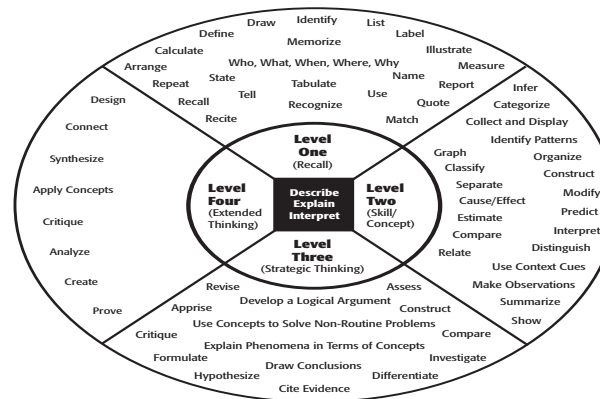 Draw
Identify
List
Define
Memorize
Label
Calculate
Illustrate
Arrange
Who, What, When, Where, Why
Measure
Repeat
State
Tabulate
Name
Report
Recall
Tell
Recognize
Use
Quote
Recite
Match
Infer
Categorize
Collect and Display
Identify Patterns
Graph
Organize
Classify
Construct
Separate
Modify
Cause/Effect
Predict
Estimate
Interpret
Compare
Distinguish
Relate
Use Context Cues
Make Observations
Summarize
Show
Design
Connect
Synthesize
Apply Concepts
Critique
Analyze
Create
Prove
Level
One
(Recall)
Level
Four
(Extended
Thinking)
Describe
Explain
Interpret
Level
Two
(Skill/
Concept)
Level
Three
(Strategic Thinking)
Revise
Assess
Apprise
Develop a Logical Argument
Construct
Use Concepts to Solve Non-Routine Problems
Critique
Compare
Explain Phenomena in Terms of Concepts
Formulate
Draw Conclusions
Investigate
Hypothesize
Differentiate
Cite Evidence